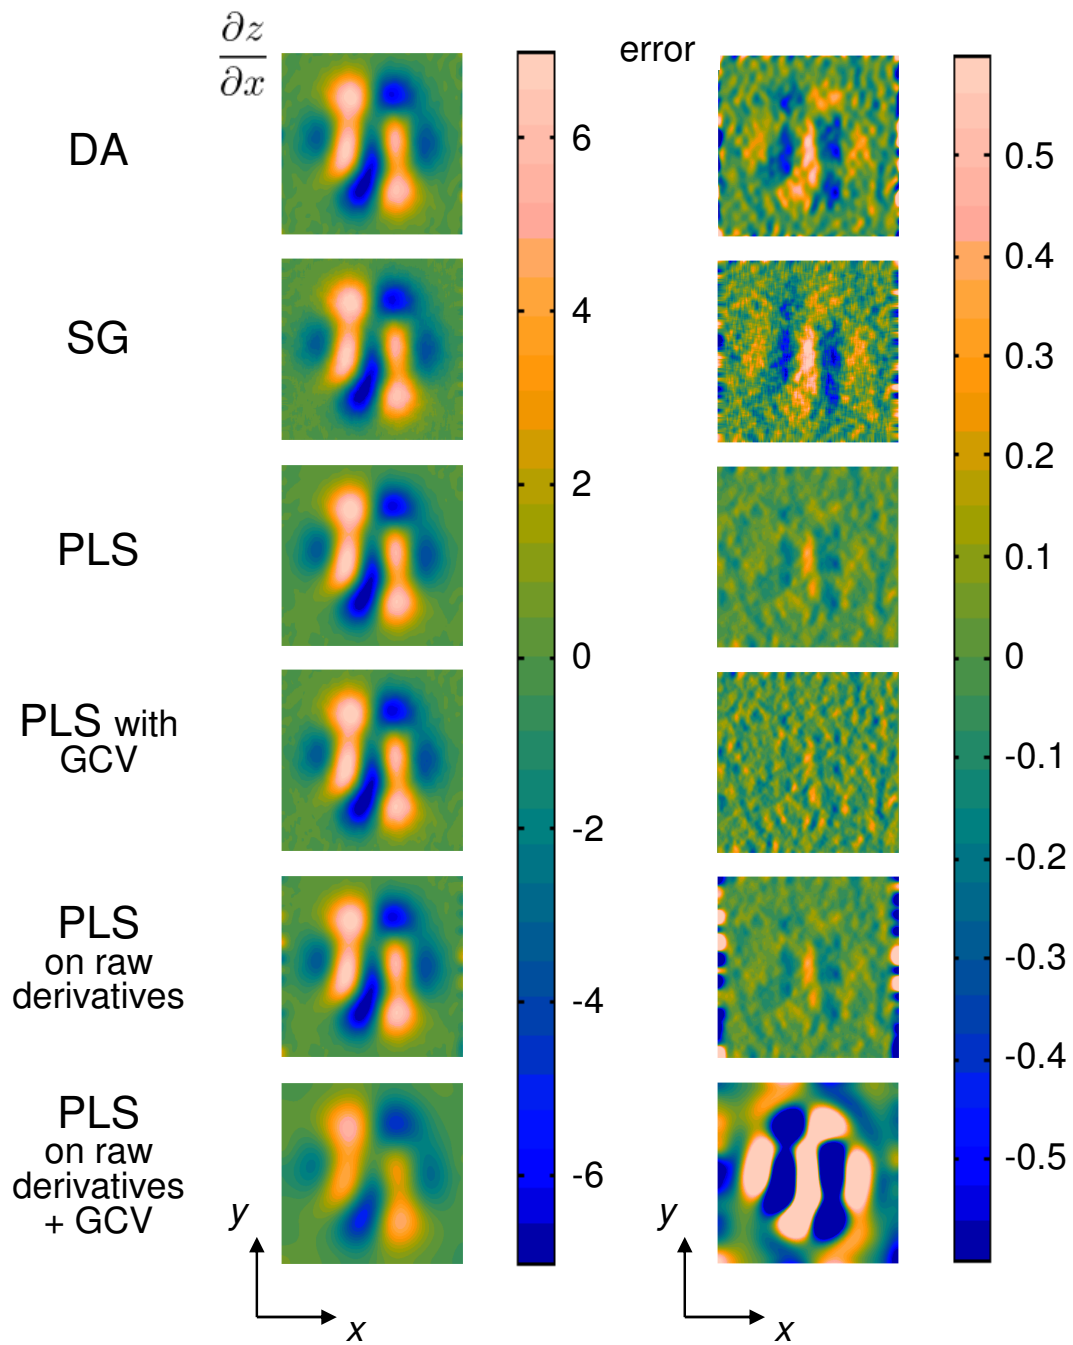 ∂z
∂x
error
DA
SG
PLS
PLS with
GCV
PLS
on raw
derivatives
PLS
on raw
derivatives
+ GCV
6
4
2
0
-2
-4
-6
0.5
0.4
0.3
0.2
0.1
0
-0.1
-0.2
-0.3
-0.4
-0.5
y
x
y
x